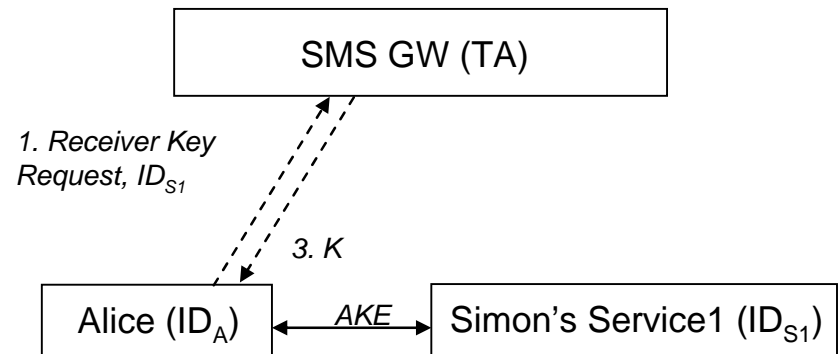 SMS GW (TA)
1. Receiver Key
Request, ID_S1
3. K
Alice (ID_A)
AKE
Simon's Service1 (ID_S1)